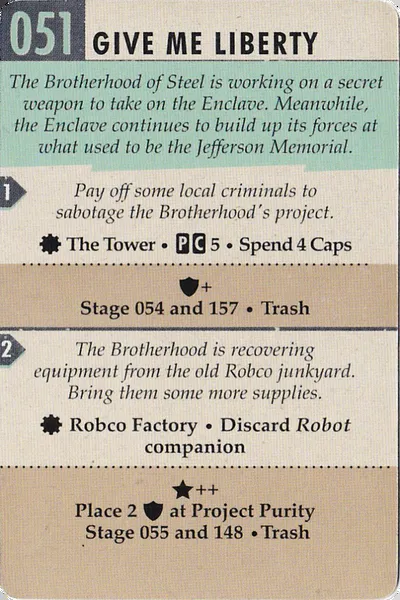 051 GIVE ME LIBERTY
The Brotherhood of Steel is working on a secret
weapon to take on the Enclave. Meanwhile,
the Enclave continues to build up its forces at
what used to be the Jefferson Memorial.
1
Pay off some local criminals to
sabotage the Brotherhood's project.
The Tower • P C 5 • Spend 4 Caps
+
Stage 054 and 157 • Trash
2
The Brotherhood is recovering
equipment from the old Robco junkyard.
Bring them some more supplies.
Robco Factory • Discard Robot
companion
★++
Place 2 at Project Purity
Stage 055 and 148 • Trash